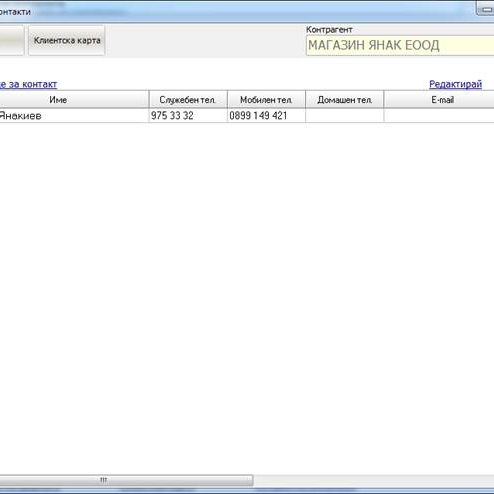 онтакти
Контрагент
Клиентска карта
МАГАЗИН ЯНАК ЕООД
е за контакт
Редактирай
Име Служебен тел. Мобилен тел. Домашен тел. E-mail
Янакиев 975 33 32 0899 149 421